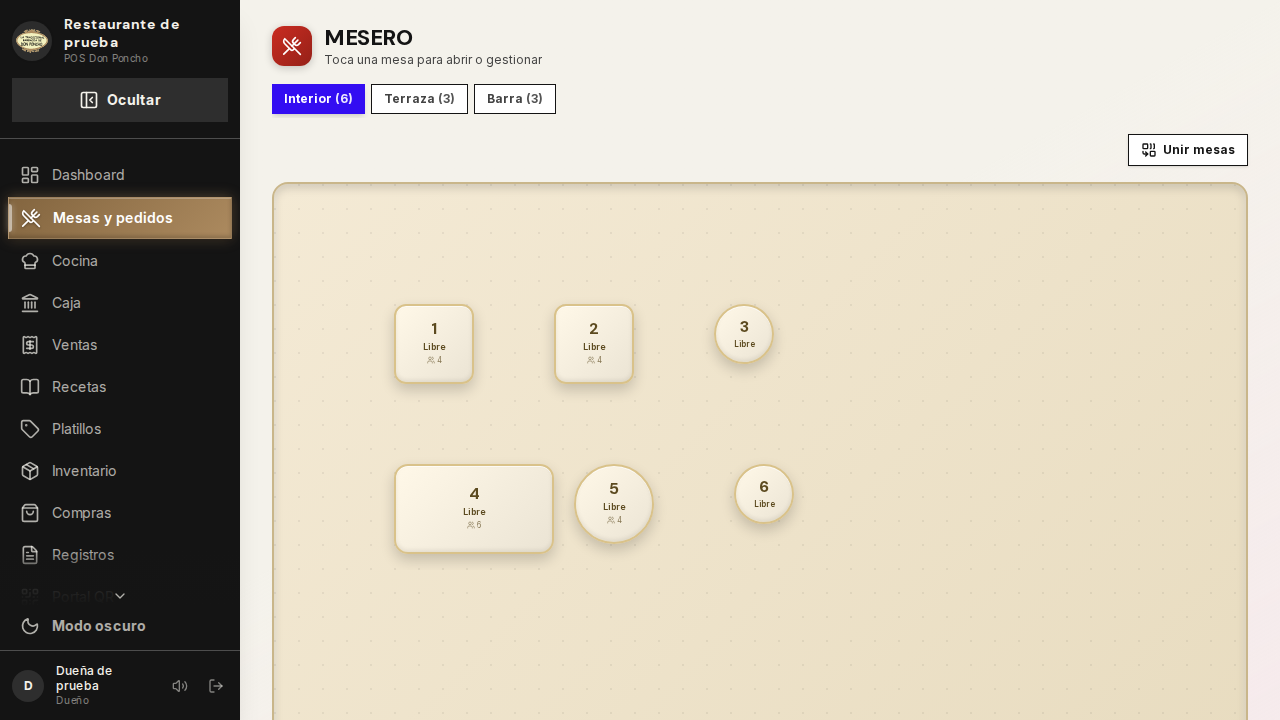 Restaurante de
prueba
POS Don Poncho
Ocultar
Dashboard
Mesas y pedidos
Cocina
Caja
Ventas
Recetas
Platillos
Inventario
Compras
Registros
Portal QR
Modo oscuro
D
Dueña de
prueba
Dueño
MESERO
Toca una mesa para abrir o gestionar
Interior (6)
Terraza (3)
Barra (3)
Unir mesas
1
Libre
4
2
Libre
4
3
Libre
4
Libre
6
5
Libre
4
6
Libre